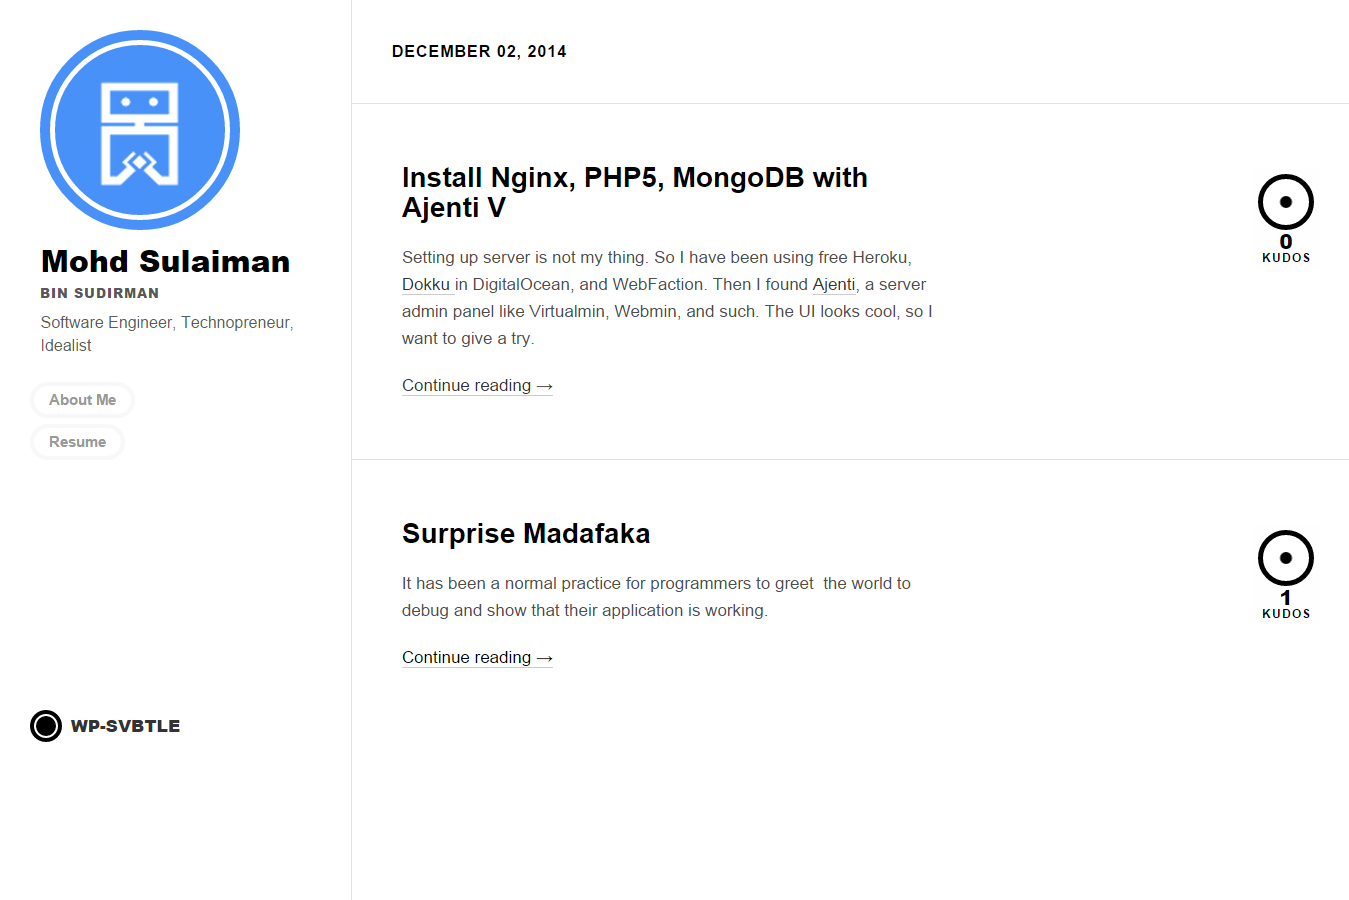 Mohd Sulaiman
BIN SUDIRMAN
Software Engineer, Technopreneur,
Idealist
About Me
Resume
WP-SVBTLE
DECEMBER 02, 2014
Install Nginx, PHP5, MongoDB with
Ajenti V
Setting up server is not my thing. So I have been using free Heroku,
Dokku in DigitalOcean, and WebFaction. Then I found Ajenti, a server
admin panel like Virtualmin, Webmin, and such. The UI looks cool, so I
want to give a try.
Continue reading →
0
KUDOS
Surprise Madafaka
It has been a normal practice for programmers to greet  the world to
debug and show that their application is working.
Continue reading →
1
KUDOS